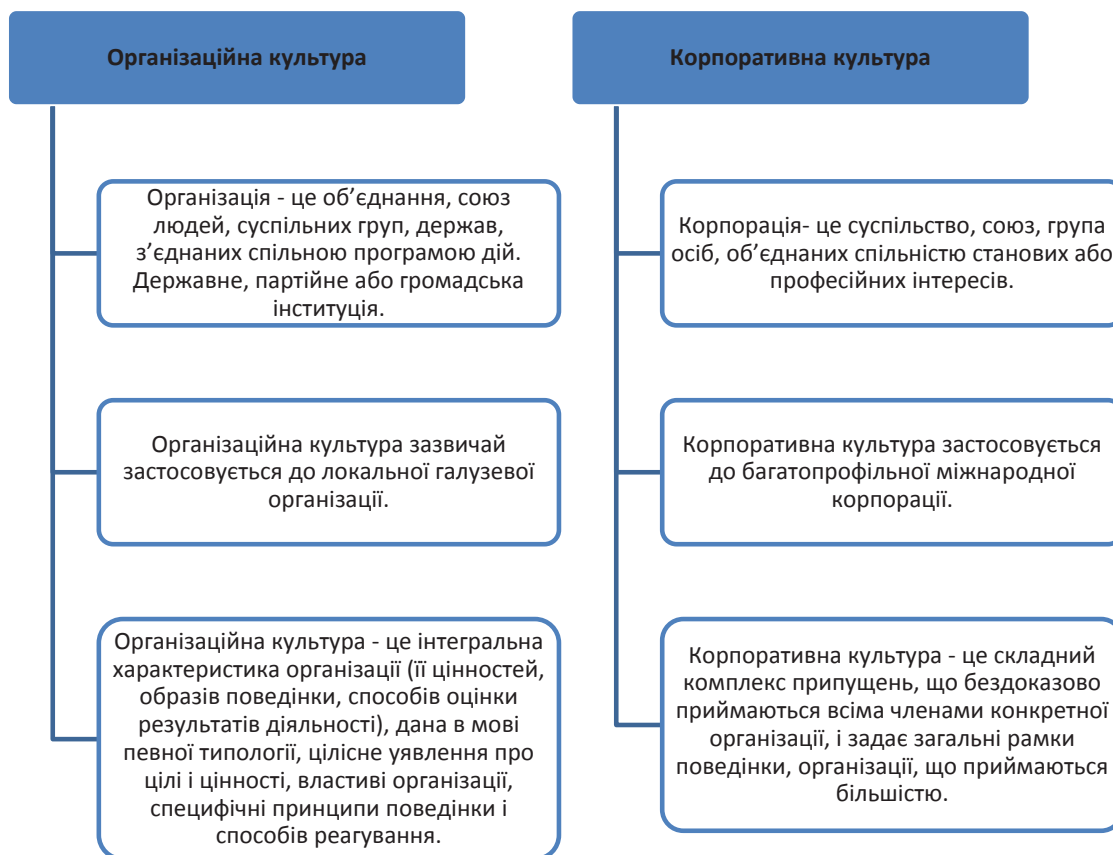 Організаційна культура
Організація - це об’єднання, союз
людей, суспільних груп, держав,
з’єднаних спільною програмою дій.
Державне, партійне або громадська
інституція.
Організаційна культура зазвичай
застосовується до локальної галузевої
організації.
Організаційна культура - це інтегральна
характеристика організації (її цінностей,
образів поведінки, способів оцінки
результатів діяльності), дана в мові
певної типології, цілісне уявлення про
цілі і цінності, властиві організації,
специфічні принципи поведінки і
способів реагування.
Корпоративна культура
Корпорація- це суспільство, союз, група
осіб, об’єднаних спільністю станових або
професійних інтересів.
Корпоративна культура застосовується
до багатопрофільної міжнародної
корпорації.
Корпоративна культура - це складний
комплекс припущень, що бездоказово
приймаються всіма членами конкретної
організації, і задає загальні рамки
поведінки, організації, що приймаються
більшістю.